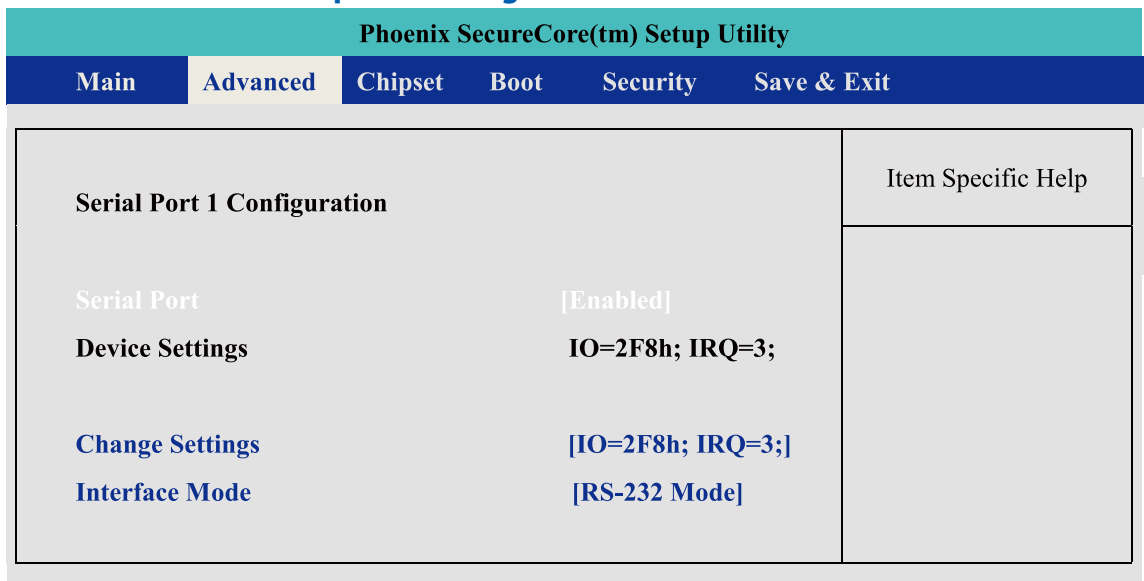 Phoenix SecureCore(tm) Setup Utility
Main Advanced Chipset Boot Security Save & Exit
Serial Port 1 Configuration
Item Specific Help
Serial Port [Enabled]
Device Settings IO=2F8h; IRQ=3;
Change Settings [IO=2F8h; IRQ=3;]
Interface Mode [RS-232 Mode]